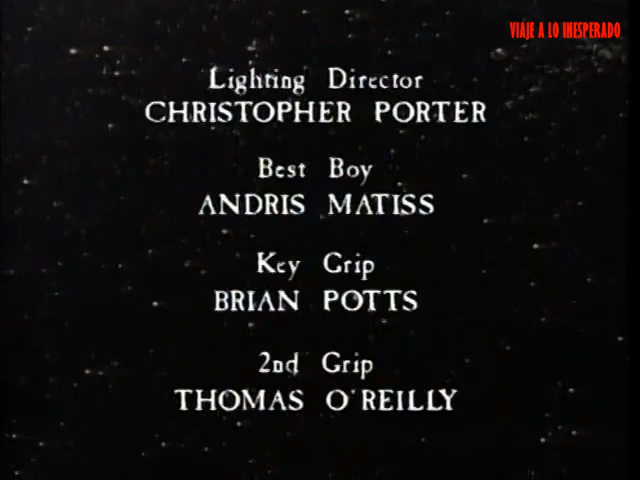 VIAJE A LO INESPERADO
Lighting Director
CHRISTOPHER PORTER
Best Boy
ANDRIS MATISS
Key Grip
BRIAN POTTS
2nd Grip
THOMAS O'REILLY